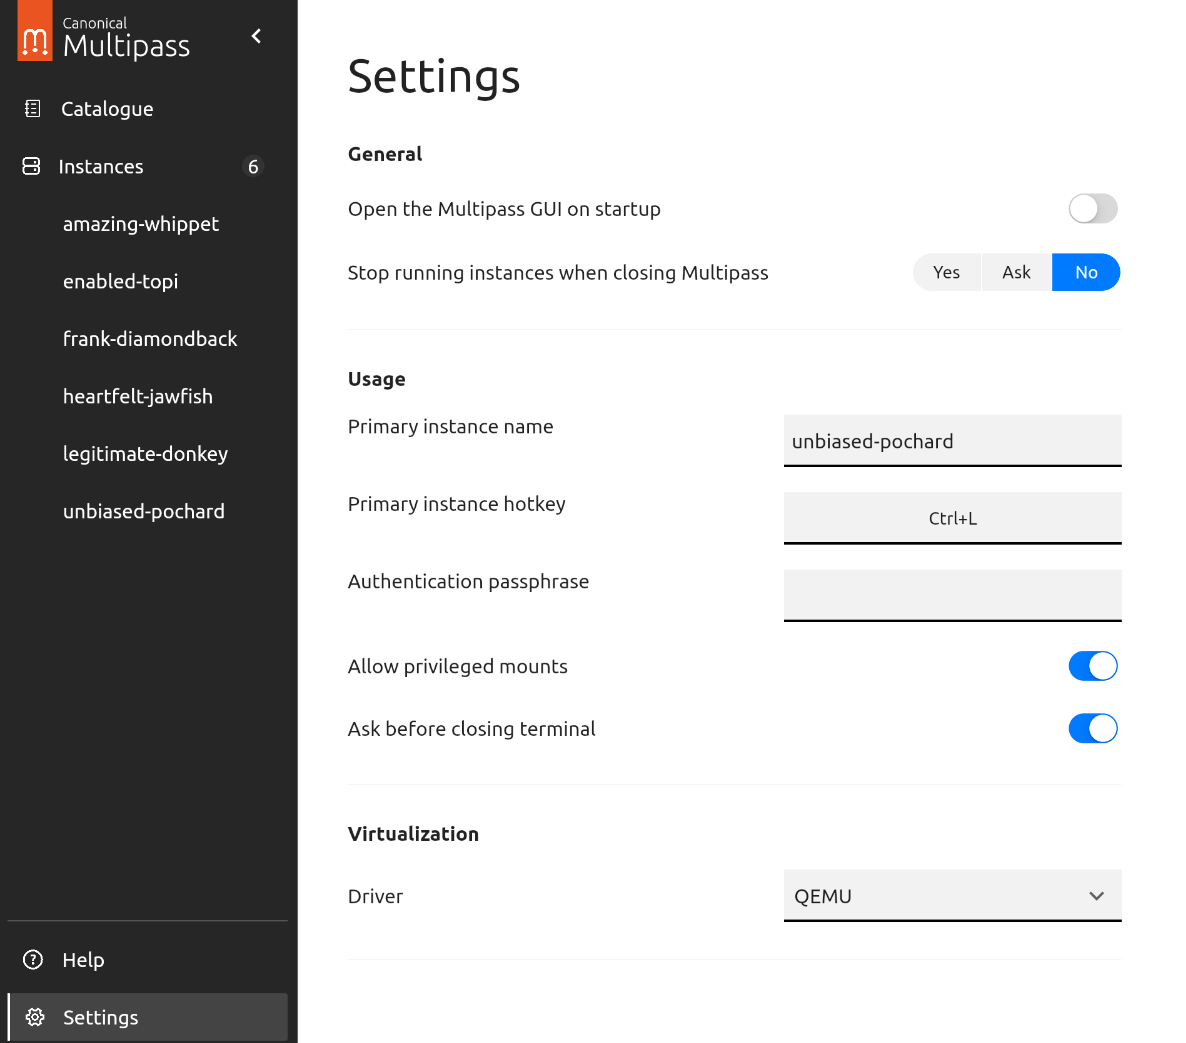 Canonical
Multipass
Catalogue
Instances 6
amazing-whippet
enabled-topi
frank-diamondback
heartfelt-jawfish
legitimate-donkey
unbiased-pochard
Help
Settings
Settings
General
Open the Multipass GUI on startup
Stop running instances when closing Multipass Yes Ask No
Usage
Primary instance name unbiased-pochard
Primary instance hotkey Ctrl+L
Authentication passphrase
Allow privileged mounts
Ask before closing terminal
Virtualization
Driver QEMU